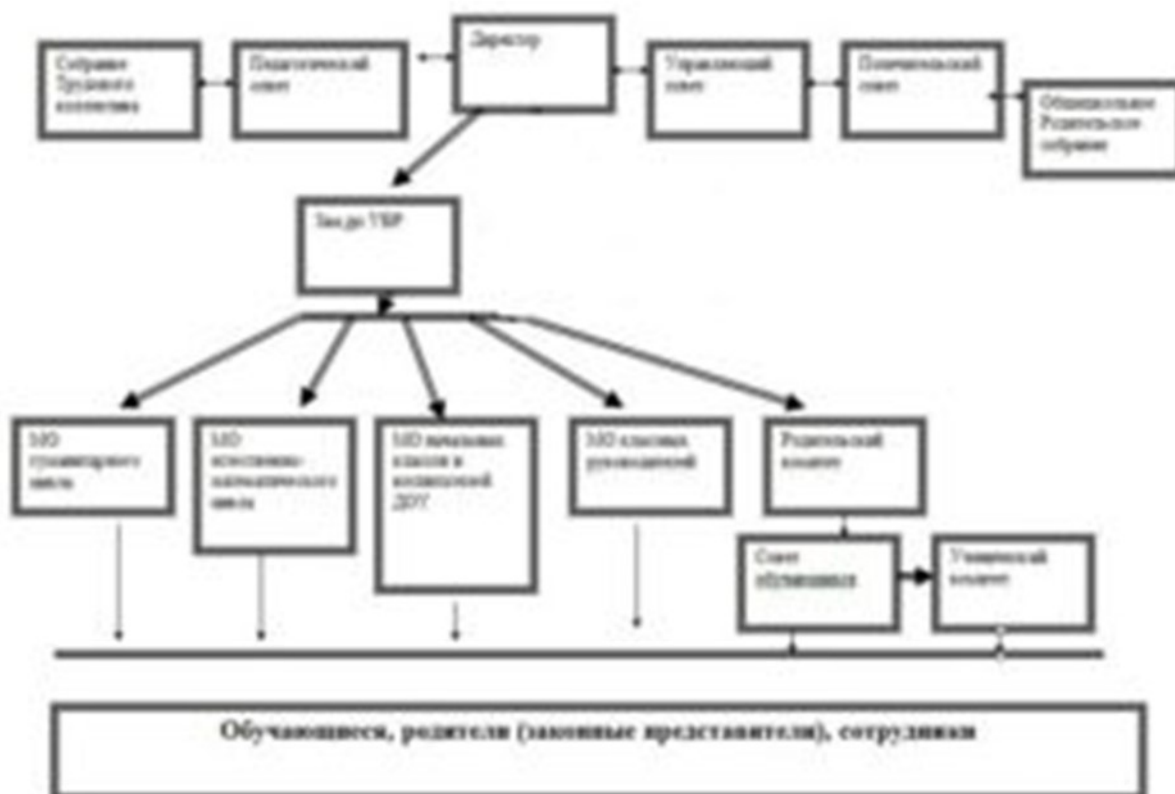 Директор
Собрание
Трудового
коллектива
Педагогический
совет
Управляющий
совет
Попечительский
совет
Общешкольное
Родительское
собрание
Зам.до УВР
МО
гуманитарного
цикла
МО
естественно-
математического
цикла
МО начальных
классов и
воспитателей
ДОУ
МО классных
руководителей
Родительский
комитет
Совет
обучающихся
Ученический
комитет
Обучающиеся, родители (законные представители), сотрудники